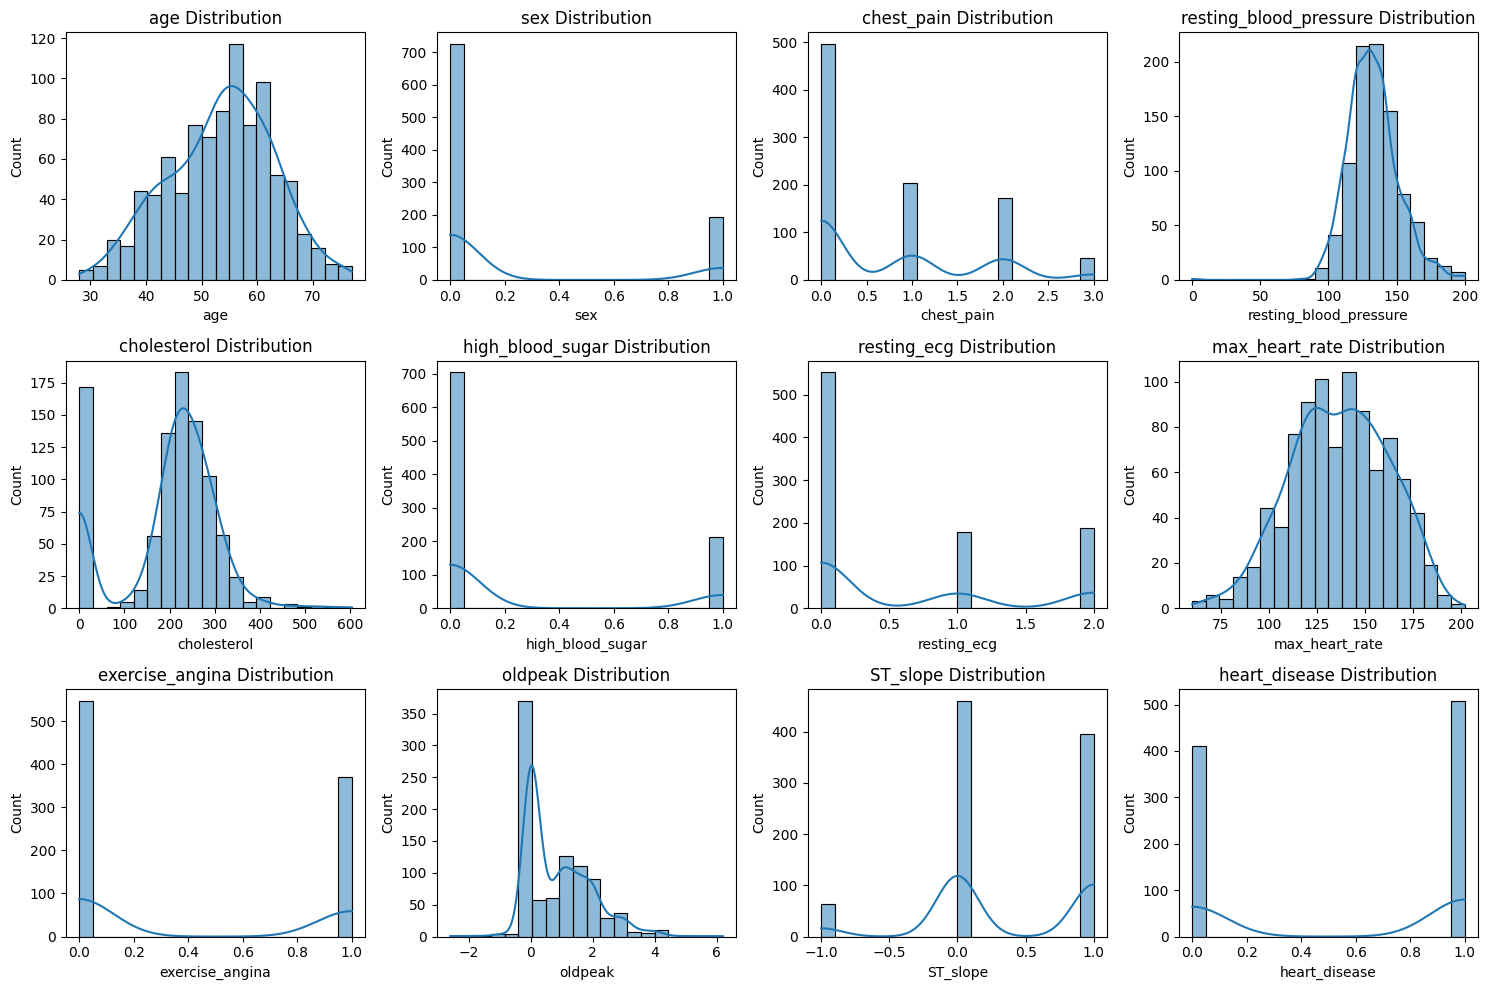 age Distribution
sex Distribution
chest_pain Distribution
resting_blood_pressure Distribution
Count
120
100
80
60
40
20
0
30 40 50 60 70
age
Count
700
600
500
400
300
200
100
0
0.0 0.2 0.4 0.6 0.8 1.0
sex
Count
500
400
300
200
100
0
0.0 0.5 1.0 1.5 2.0 2.5 3.0
chest_pain
Count
200
150
100
50
0
0 50 100 150 200
resting_blood_pressure
cholesterol Distribution
high_blood_sugar Distribution
resting_ecg Distribution
max_heart_rate Distribution
Count
175
150
125
100
75
50
25
0
0 100 200 300 400 500 600
cholesterol
Count
700
600
500
400
300
200
100
0
0.0 0.2 0.4 0.6 0.8 1.0
high_blood_sugar
Count
500
400
300
200
100
0
0.0 0.5 1.0 1.5 2.0
resting_ecg
Count
100
80
60
40
20
0
75 100 125 150 175 200
max_heart_rate
exercise_angina Distribution
oldpeak Distribution
ST_slope Distribution
heart_disease Distribution
Count
500
400
300
200
100
0
0.0 0.2 0.4 0.6 0.8 1.0
exercise_angina
Count
350
300
250
200
150
100
50
0
−2 0 2 4 6
oldpeak
Count
400
300
200
100
0
−1.0 −0.5 0.0 0.5 1.0
ST_slope
Count
500
400
300
200
100
0
0.0 0.2 0.4 0.6 0.8 1.0
heart_disease